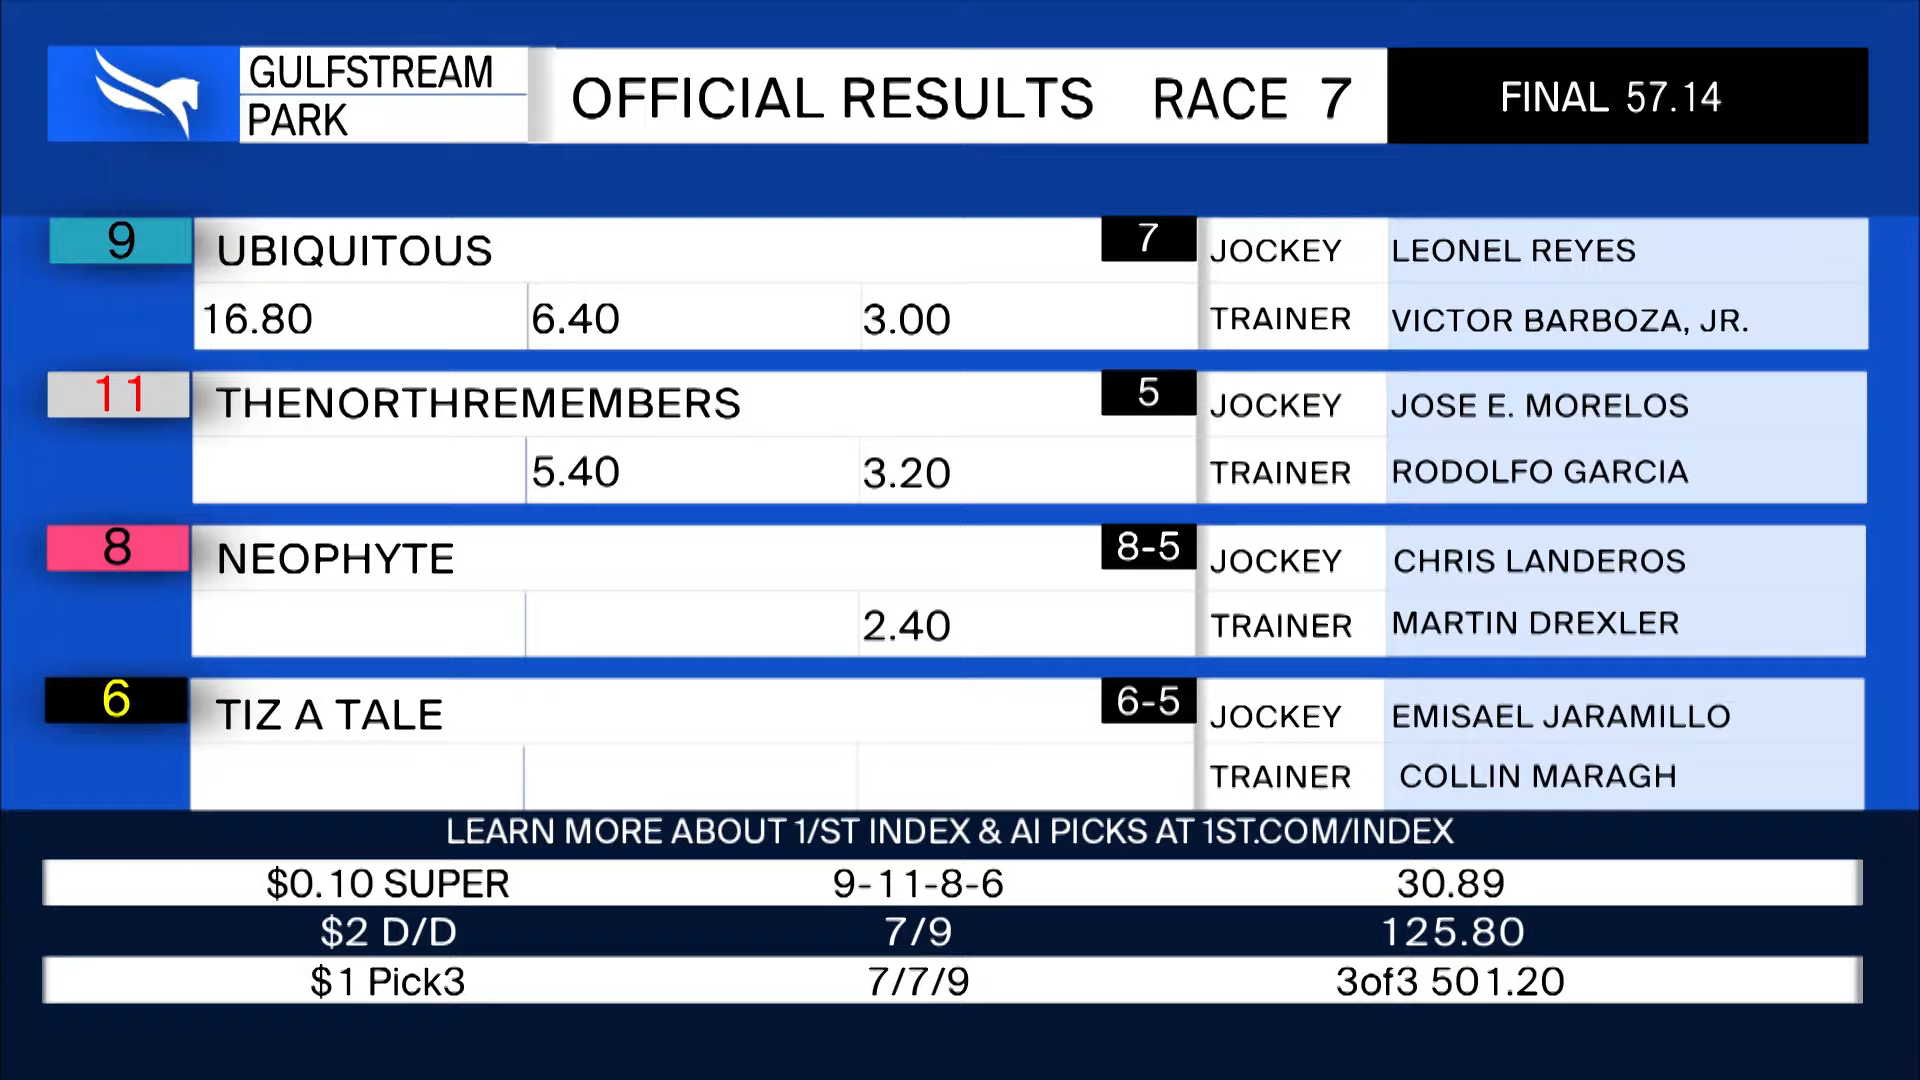 GULFSTREAM
PARK
OFFICIAL RESULTS RACE 7
FINAL 57.14
9 UBIQUITOUS 7 JOCKEY LEONEL REYES
16.80 6.40 3.00 TRAINER VICTOR BARBOZA, JR.
11 THENORTHREMEMBERS 5 JOCKEY JOSE E. MORELOS
5.40 3.20 TRAINER RODOLFO GARCIA
8 NEOPHYTE 8-5 JOCKEY CHRIS LANDEROS
2.40 TRAINER MARTIN DREXLER
6 TIZ A TALE 6-5 JOCKEY EMISAEL JARAMILLO
TRAINER COLLIN MARAGH
LEARN MORE ABOUT 1/ST INDEX & AI PICKS AT 1ST.COM/INDEX
$0.10 SUPER 9-11-8-6 30.89
$2 D/D 7/9 125.80
$1 Pick3 7/7/9 3of3 501.20